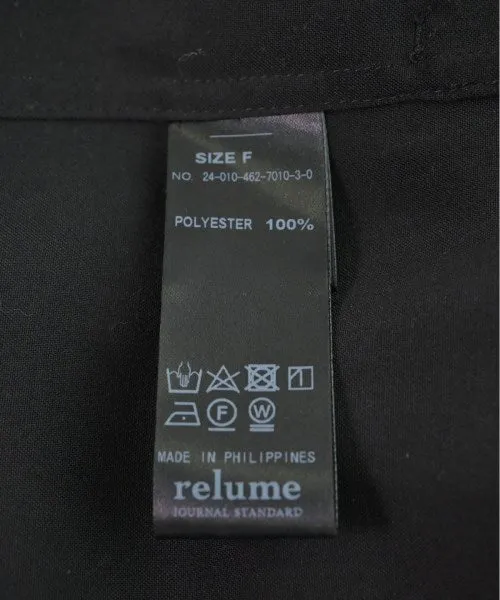 SIZE F
NO. 24-010-462-7010-3-0
POLYESTER 100%
F W
MADE IN PHILIPPINES
relume
JOURNAL STANDARD